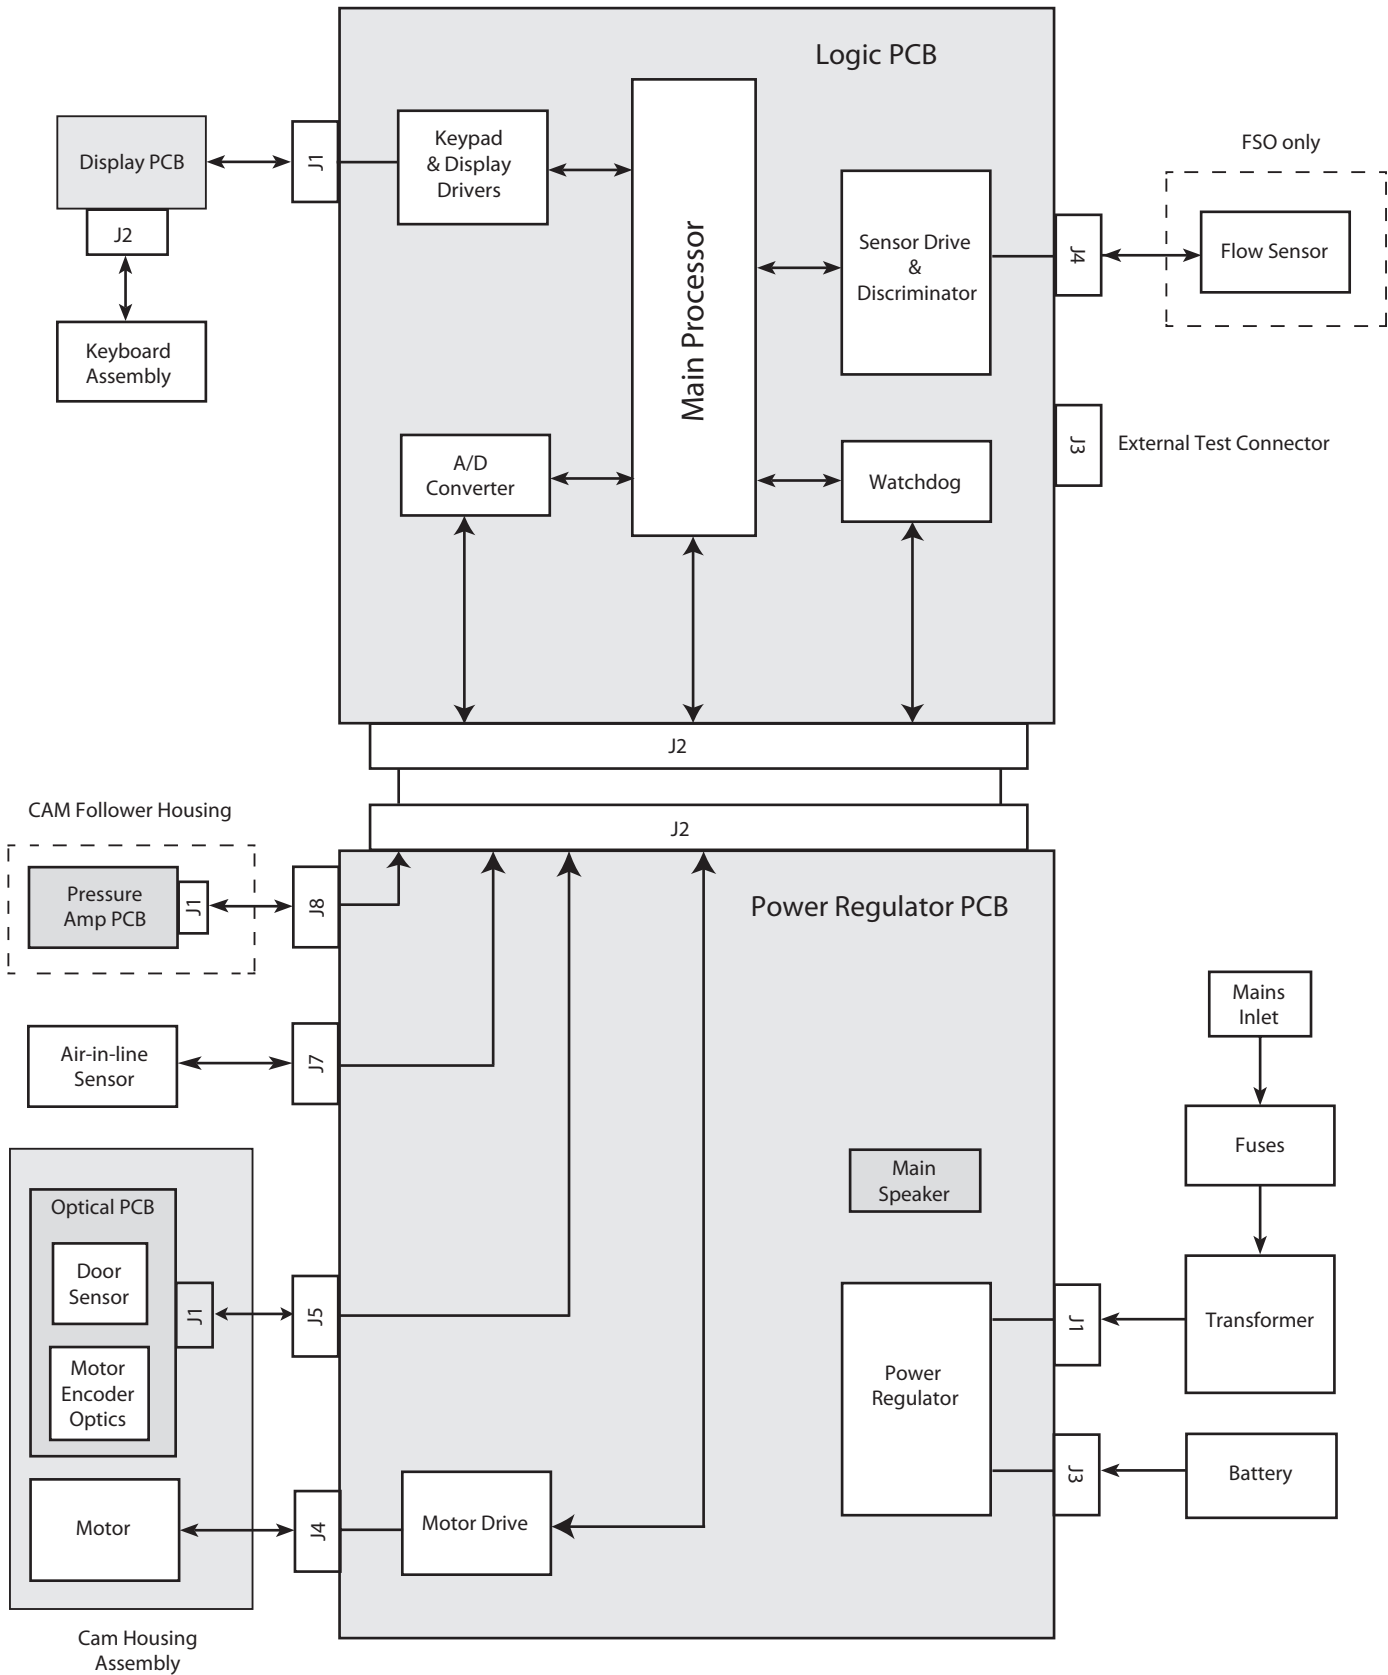 Logic PCB
Display PCB
J1
Keypad
& Display
Drivers
J2
Keyboard
Assembly
Main Processor
Sensor Drive
&
Discriminator
J4
FSO only
Flow Sensor
A/D
Converter
Watchdog
J3
External Test Connector
J2
J2
CAM Follower Housing
Pressure
Amp PCB
J1
J8
Power Regulator PCB
Air-in-line
Sensor
J7
Mains
Inlet
Fuses
Main
Speaker
Optical PCB
Door
Sensor
J1
J5
Motor
Encoder
Optics
Power
Regulator
J1
Transformer
J3
Battery
Motor
J4
Motor Drive
Cam Housing
Assembly